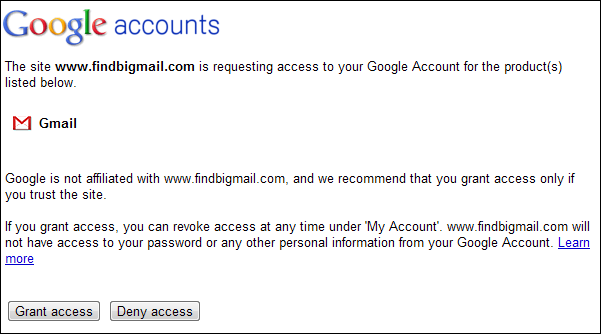 Google accounts
The site www.findbigmail.com is requesting access to your Google Account for the product(s)
listed below.
Gmail
Google is not affiliated with www.findbigmail.com, and we recommend that you grant access only if
you trust the site.
If you grant access, you can revoke access at any time under 'My Account'. www.findbigmail.com will
not have access to your password or any other personal information from your Google Account. Learn
more
Grant access Deny access